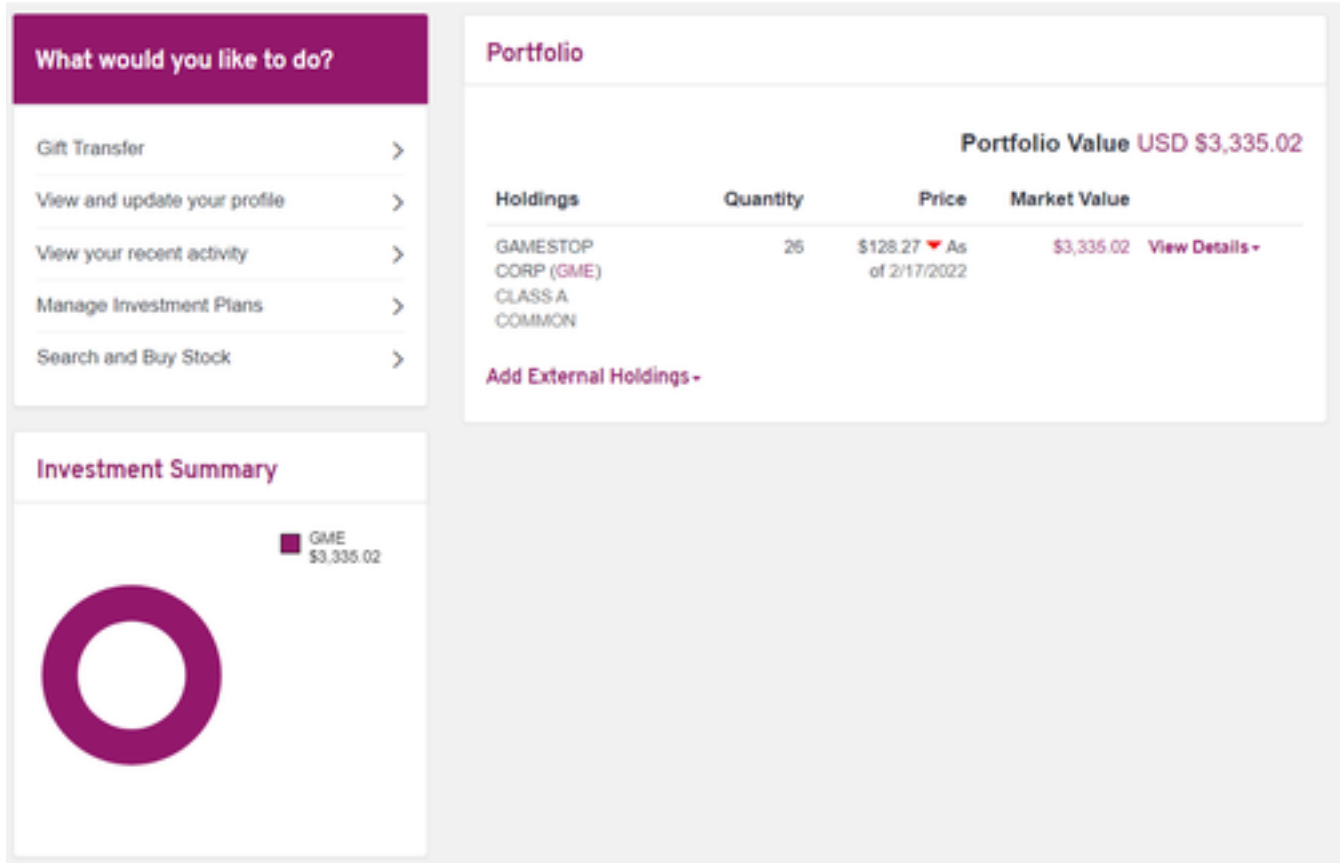 What would you like to do?
Gift Transfer
View and update your profile
View your recent activity
Manage Investment Plans
Search and Buy Stock
Portfolio
Portfolio Value USD $3,335.02
Holdings Quantity Price Market Value
GAMESTOP 26 $128.27 As $3,335.02 View Details
CORP (GME) of 2/17/2022
CLASS A
COMMON
Add External Holdings
Investment Summary
GME
$3,335.02